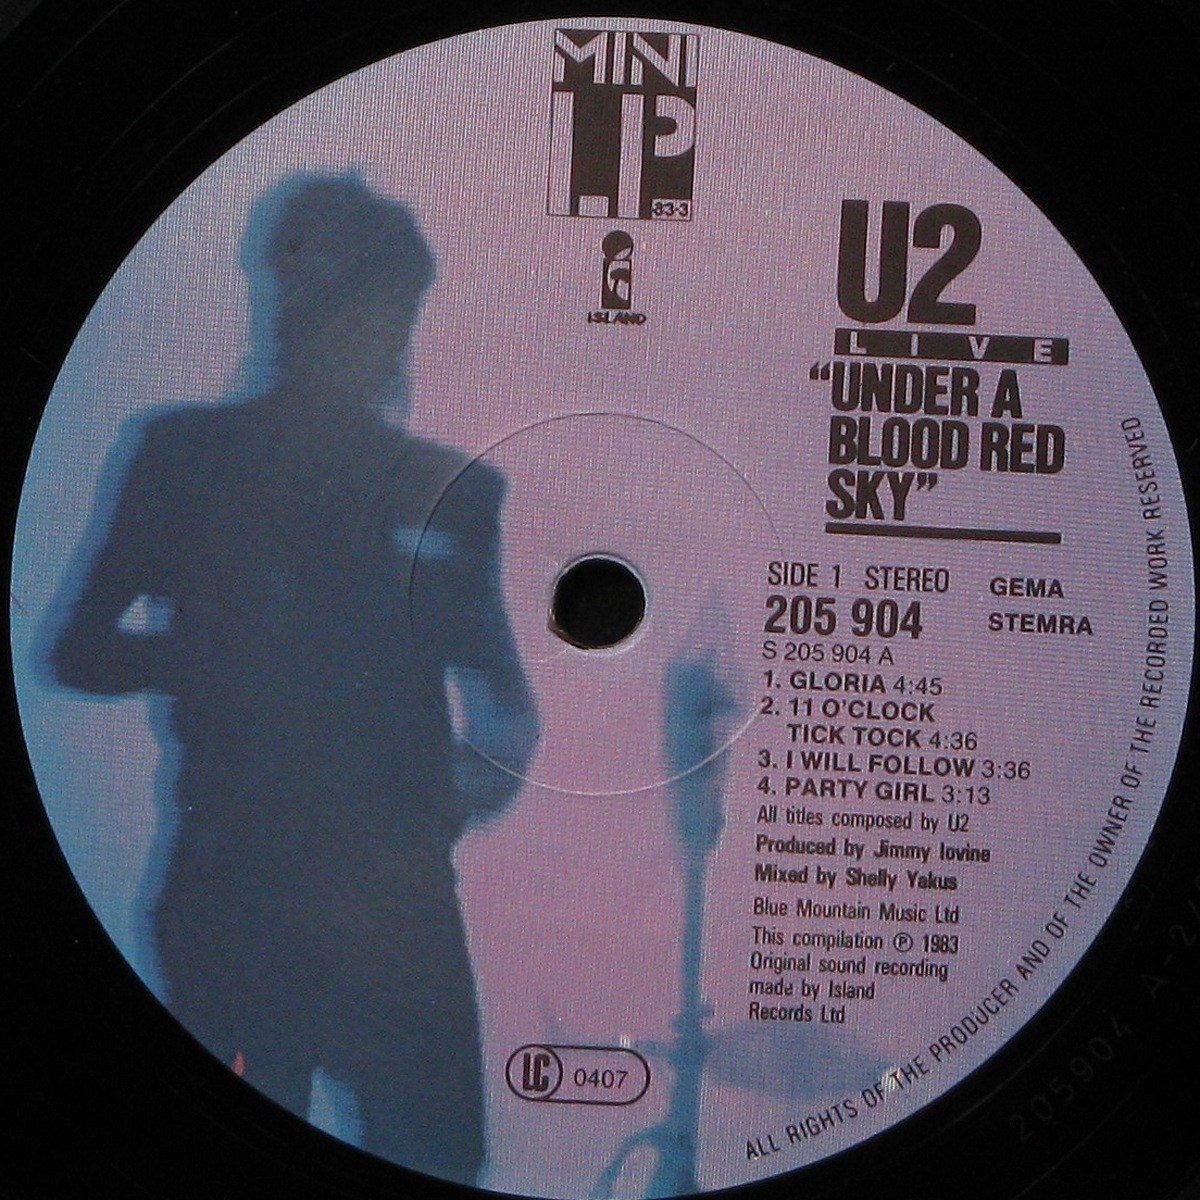 MINI
LP
33·3
ISLAND
U2
LIVE
“UNDER A
BLOOD RED
SKY”
SIDE 1 STEREO GEMA
205 904 STEMRA
S 205 904 A
1. GLORIA 4:45
2. 11 O'CLOCK
TICK TOCK 4:36
3. I WILL FOLLOW 3:36
4. PARTY GIRL 3:13
All titles composed by U2
Produced by Jimmy Iovine
Mixed by Shelly Yakus
Blue Mountain Music Ltd
This compilation ℗ 1983
Original sound recording
made by Island
Records Ltd
LC 0407
ALL RIGHTS OF THE PRODUCER AND OF THE OWNER OF THE RECORDED WORK RESERVED